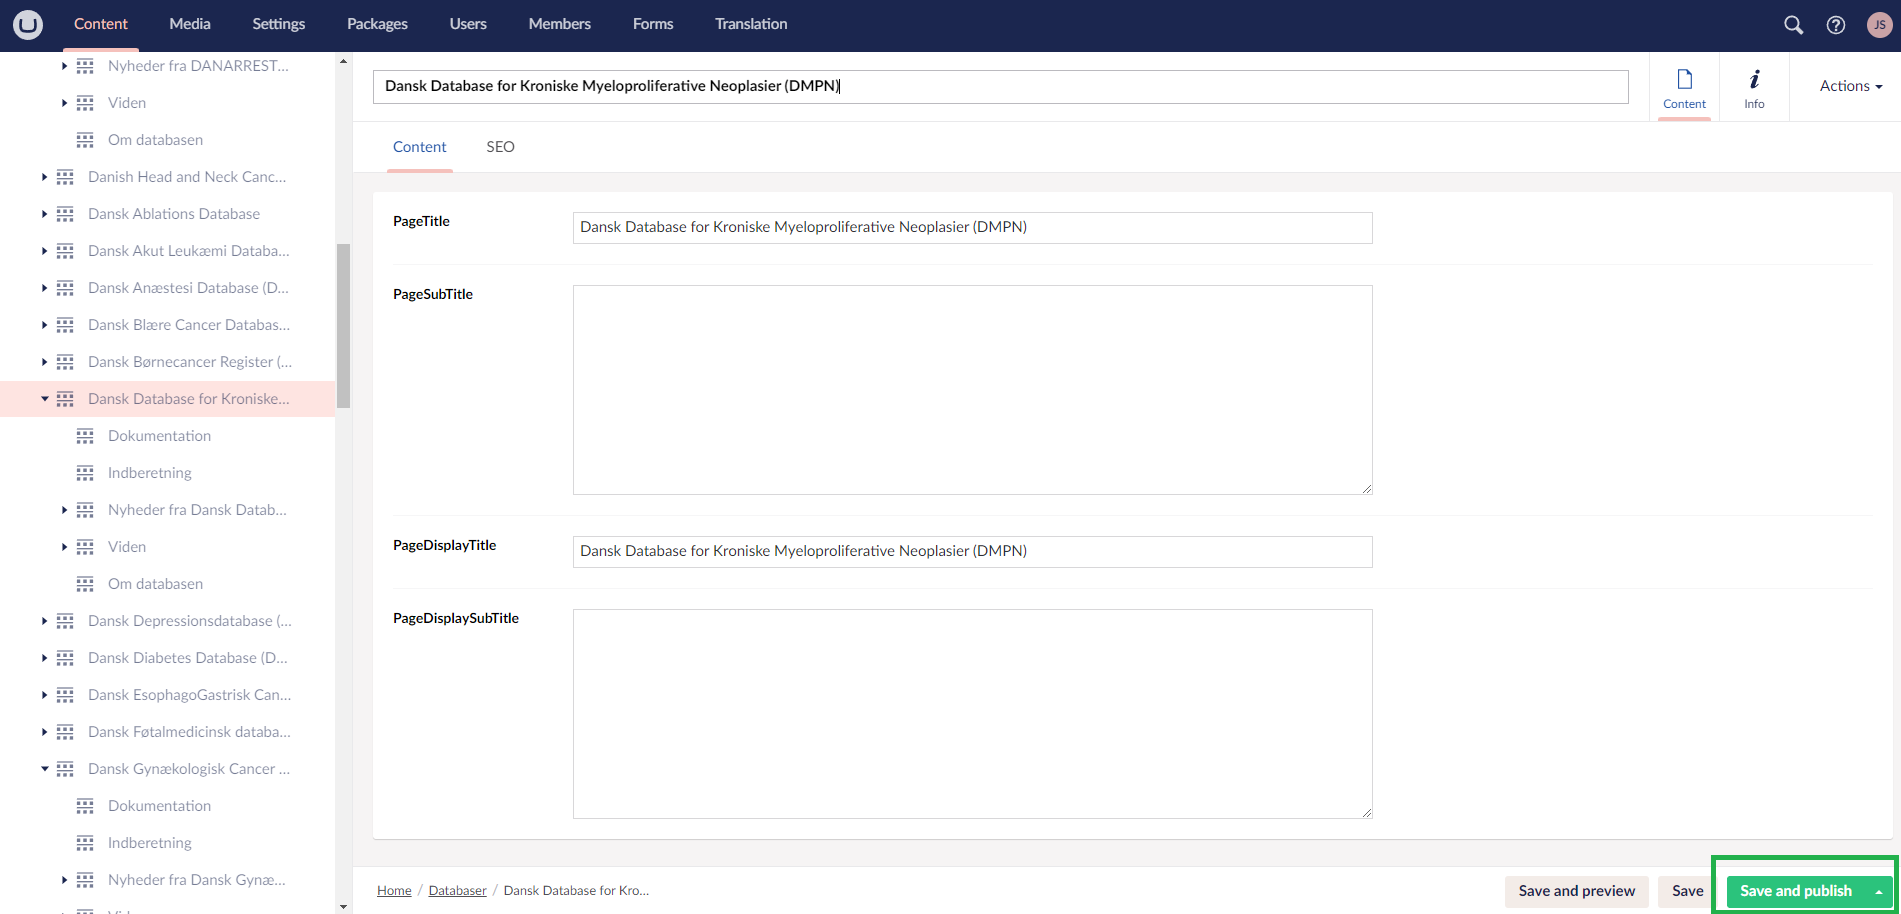 Content Media Settings Packages Users Members Forms Translation JS
Nyheder fra DANARREST...
Viden
Om databasen
Danish Head and Neck Canc...
Dansk Ablations Database
Dansk Akut Leukæmi Databa...
Dansk Anæstesi Database (D...
Dansk Blære Cancer Databas...
Dansk Børnecancer Register (...
Dansk Database for Kroniske...
Dokumentation
Indberetning
Nyheder fra Dansk Datab...
Viden
Om databasen
Dansk Depressionsdatabase (...
Dansk Diabetes Database (D...
Dansk EsophagoGastrisk Can...
Dansk Føtalmedicinsk databa...
Dansk Gynækologisk Cancer ...
Dokumentation
Indberetning
Nyheder fra Dansk Gynæ...
Dansk Database for Kroniske Myeloproliferative Neoplasier (DMPN)
Content
Info
Actions
Content SEO
PageTitle
Dansk Database for Kroniske Myeloproliferative Neoplasier (DMPN)
PageSubTitle
PageDisplayTitle
Dansk Database for Kroniske Myeloproliferative Neoplasier (DMPN)
PageDisplaySubTitle
Home / Databaser / Dansk Database for Kro...
Save and preview Save Save and publish